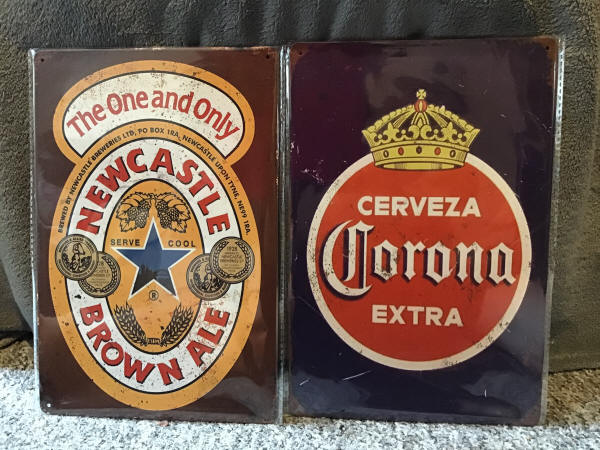 The One and Only
BREWED BY NEWCASTLE BREWERIES LTD, PO BOX 1RA, NEWCASTLE UPON TYNE, NE99 1RA.
NEWCASTLE
SERVE COOL
1928
BROWN ALE
CERVEZA
Corona
EXTRA